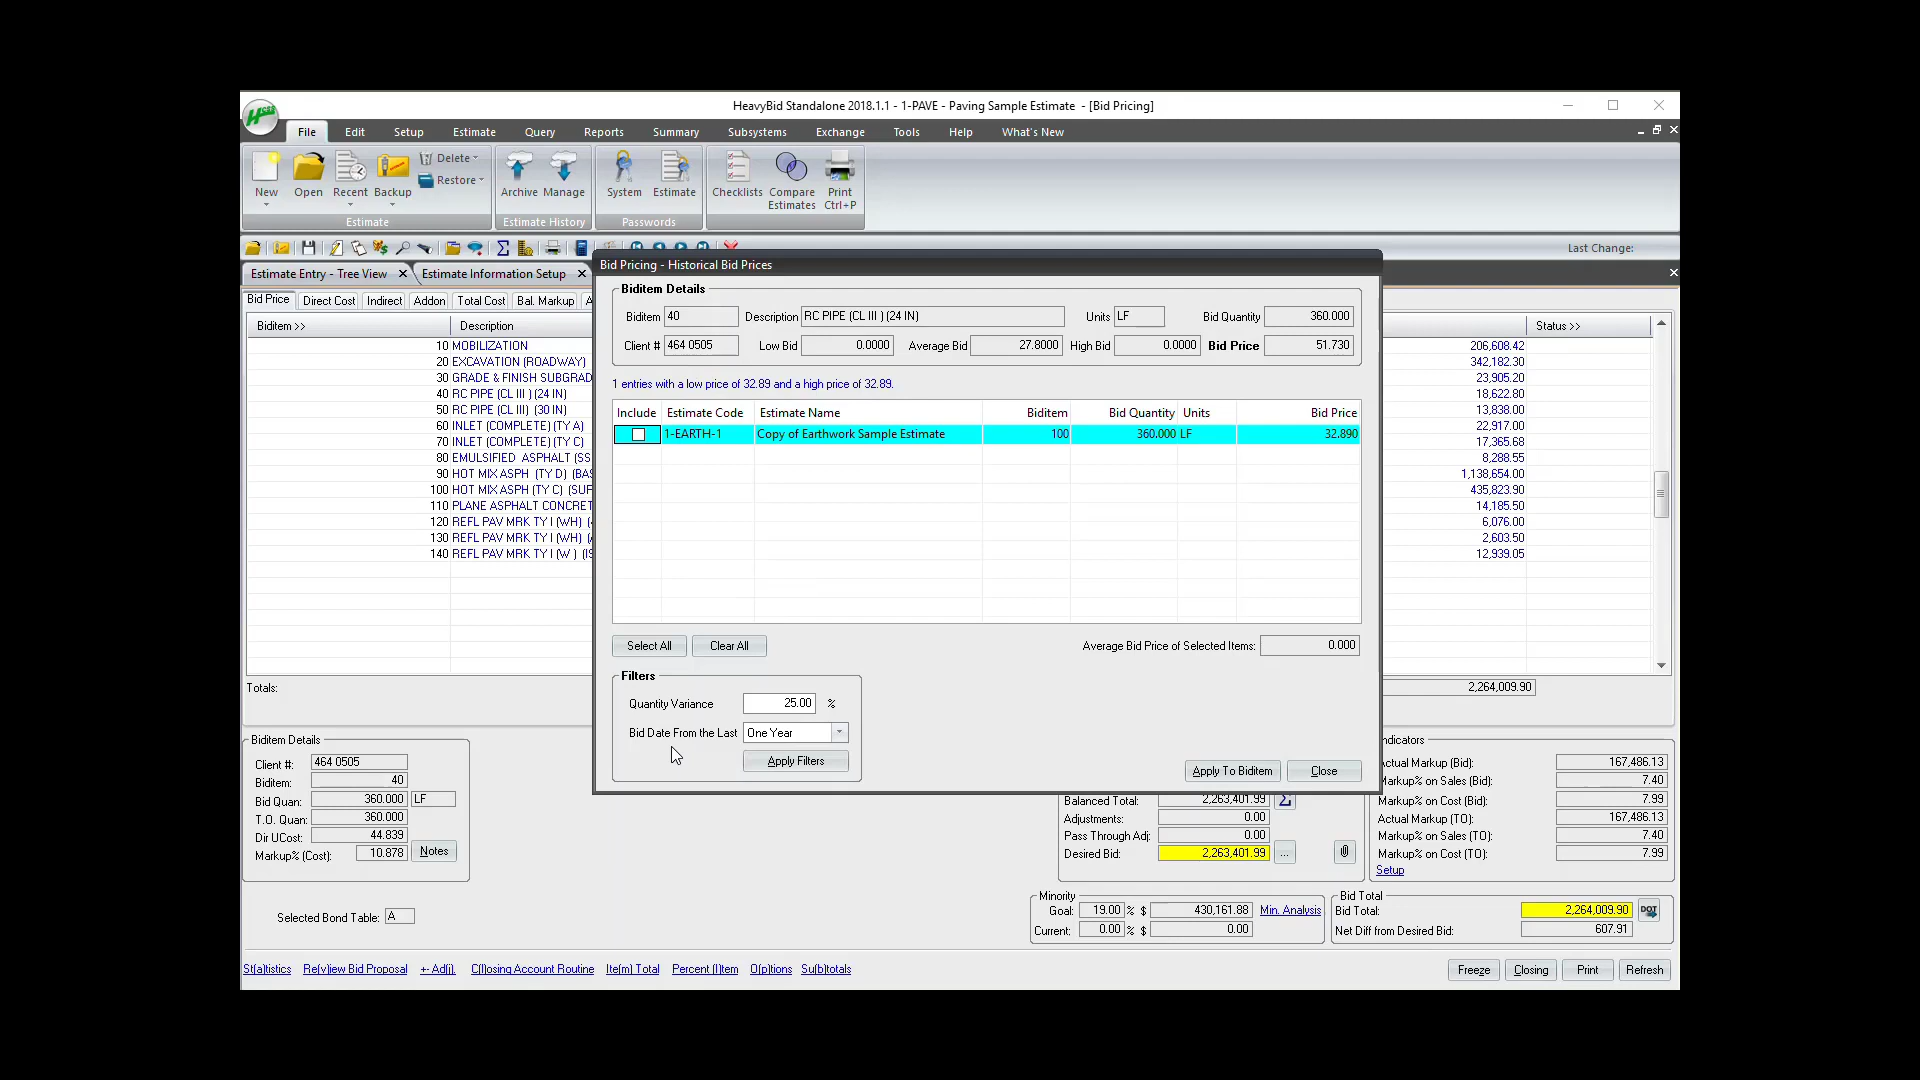 HeavyBid Standalone 2018.1.1 - 1-PAVE - Paving Sample Estimate - [Bid Pricing]
HCSS
File Edit Setup Estimate Query Reports Summary Subsystems Exchange Tools Help What's New
New Open Recent Backup Delete Restore Archive Manage System Estimate Checklists Compare Estimates Print Ctrl+P
Estimate Estimate History Passwords
Last Change:
Estimate Entry - Tree View Estimate Information Setup
Bid Price Direct Cost Indirect Addon Total Cost Bal. Markup
Biditem >> Description Status >>
10 MOBILIZATION 206,608.42
20 EXCAVATION (ROADWAY) 342,182.30
30 GRADE & FINISH SUBGRAD 23,905.20
40 RC PIPE (CL III ) (24 IN) 18,622.80
50 RC PIPE (CL III) (30 IN) 13,838.00
60 INLET (COMPLETE) (TY A) 22,917.00
70 INLET (COMPLETE) (TY C) 17,365.68
80 EMULSIFIED ASPHALT (SS 8,288.55
90 HOT MIX ASPH (TY D) (BAS 1,138,654.00
100 HOT MIX ASPH (TY C) (SUF 435,823.90
110 PLANE ASPHALT CONCRET 14,185.50
120 REFL PAV MRK TY I (WH) 6,076.00
130 REFL PAV MRK TY I (WH) 2,603.50
140 REFL PAV MRK TY I (W ) (IS 12,939.05
Totals: 2,264,009.90
Bid Pricing - Historical Bid Prices
Biditem Details
Biditem 40 Description RC PIPE (CL III ) (24 IN) Units LF Bid Quantity 360.000
Client # 464 0505 Low Bid 0.0000 Average Bid 27.8000 High Bid 0.0000 Bid Price 51.730
1 entries with a low price of 32.89 and a high price of 32.89.
Include Estimate Code Estimate Name Biditem Bid Quantity Units Bid Price
1-EARTH-1 Copy of Earthwork Sample Estimate 100 360.000 LF 32.890
Select All Clear All Average Bid Price of Selected Items: 0.000
Filters
Quantity Variance 25.00 %
Bid Date From the Last One Year
Apply Filters
Apply To Biditem Close
Biditem Details
Client #: 464 0505
Biditem: 40
Bid Quan: 360.000 LF
T.O. Quan: 360.000
Dir UCost: 44.839
Markup% (Cost): 10.878 Notes
Selected Bond Table: A
Balanced Total: 2,263,401.99
Adjustments: 0.00
Pass Through Adj: 0.00
Desired Bid: 2,263,401.99 ...
ndicators
Actual Markup (Bid): 167,486.13
Markup% on Sales (Bid): 7.40
Markup% on Cost (Bid): 7.99
Actual Markup (TO): 167,486.13
Markup% on Sales (TO): 7.40
Markup% on Cost (TO): 7.99
Setup
Minority
Goal: 19.00 % $ 430,161.88 Min. Analysis
Current: 0.00 % $ 0.00
Bid Total
Bid Total: 2,264,009.90 DOT
Net Diff from Desired Bid: 607.91
St(a)tistics Re(v)iew Bid Proposal +- Ad(j). C(l)osing Account Routine Ite(m) Total Percent (I)tem O(p)tions Su(b)totals
Freeze Closing Print Refresh